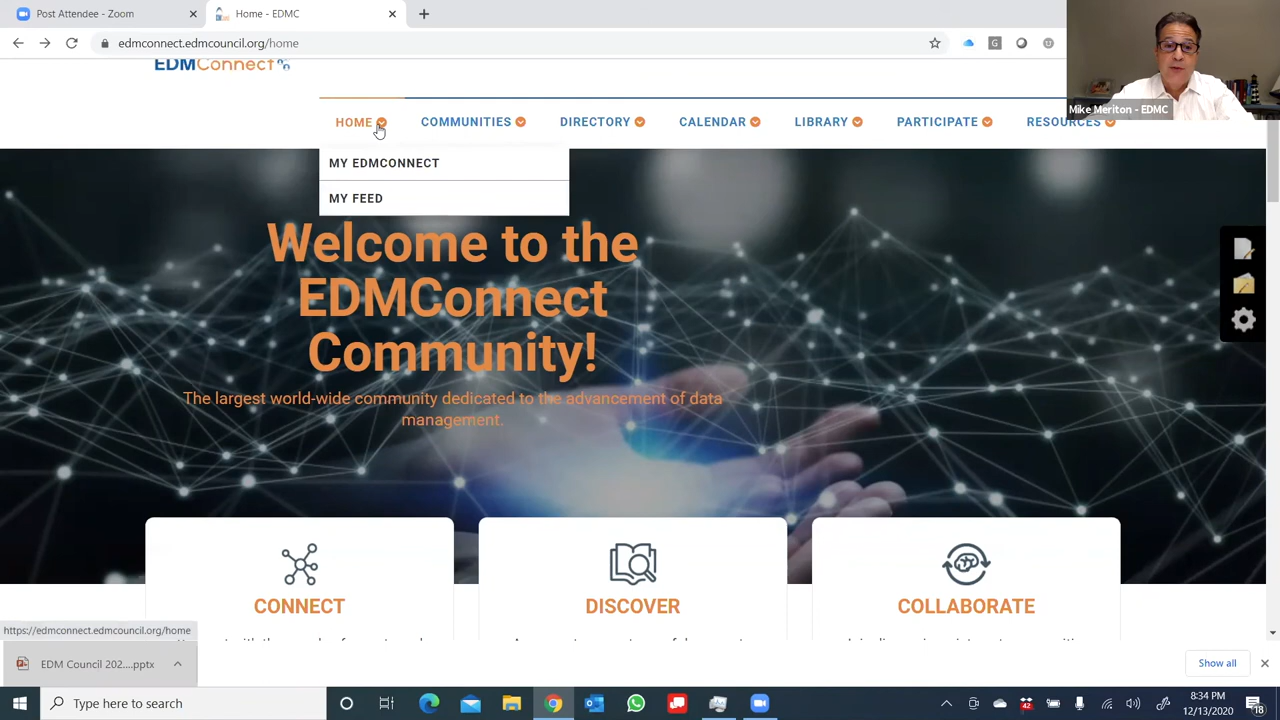 Post Attendee - Zoom
Home - EDMC
edmconnect.edmcouncil.org/home
G
EDMConnect
Mike Meriton - EDMC
HOME
COMMUNITIES
DIRECTORY
CALENDAR
LIBRARY
PARTICIPATE
RESOURCES
MY EDMCONNECT
MY FEED
Welcome to the
EDMConnect
Community!
The largest world-wide community dedicated to the advancement of data
management.
CONNECT
DISCOVER
COLLABORATE
https://edmconnect.edmcouncil.org/home
EDM Council 202....pptx
Show all
Type here to search
42
8:34 PM
12/13/2020
18